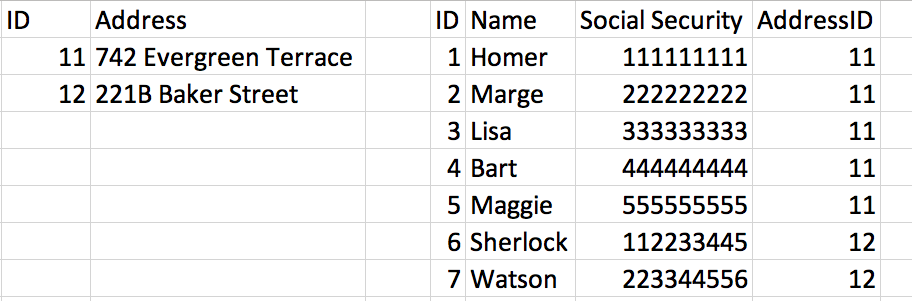 ID Address ID Name Social Security AddressID
11 742 Evergreen Terrace 1 Homer 111111111 11
12 221B Baker Street 2 Marge 222222222 11
3 Lisa 333333333 11
4 Bart 444444444 11
5 Maggie 555555555 11
6 Sherlock 112233445 12
7 Watson 223344556 12